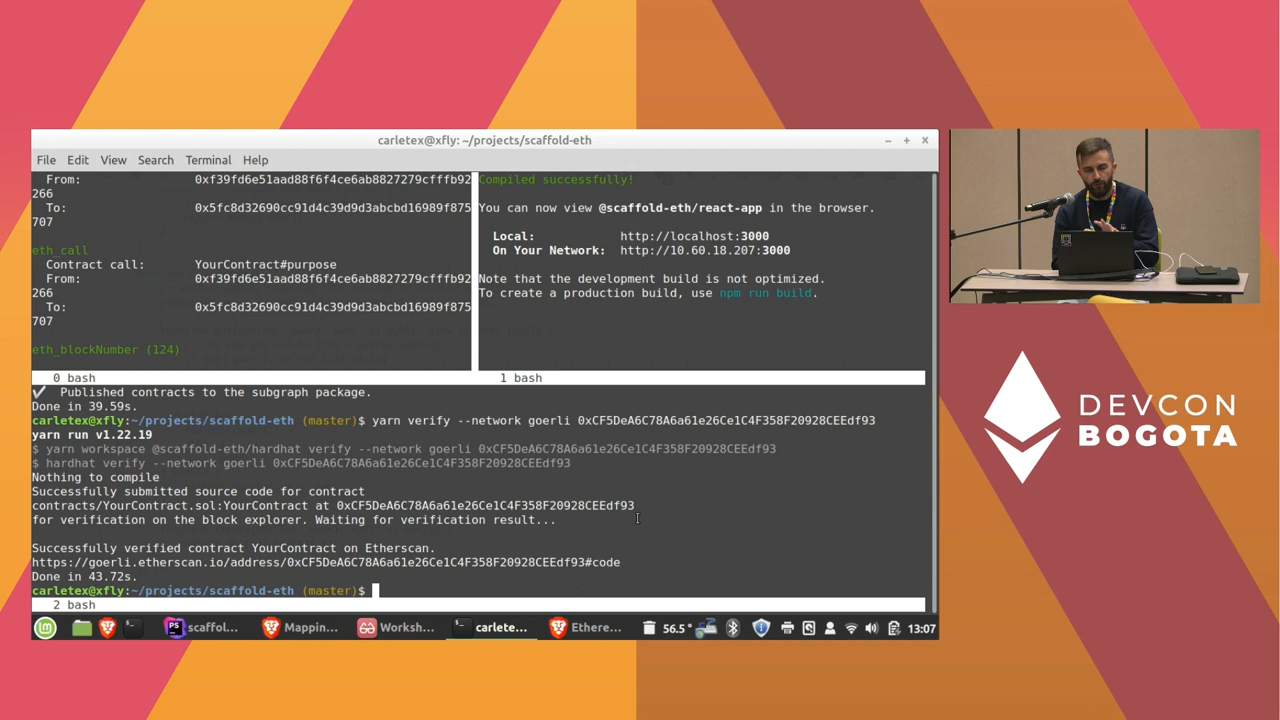 carletex@xfly: ~/projects/scaffold-eth
File Edit View Search Terminal Help
From: 0xf39fd6e51aad88f6f4ce6ab8827279cfffb92
266
To: 0x5fc8d32690cc91d4c39d9d3abcbd16989f875
707
eth_call
Contract call: YourContract#purpose
From: 0xf39fd6e51aad88f6f4ce6ab8827279cfffb92
266
To: 0x5fc8d32690cc91d4c39d9d3abcbd16989f875
707
eth_blockNumber (124)
0 bash
Compiled successfully!
You can now view @scaffold-eth/react-app in the browser.
Local: http://localhost:3000
On Your Network: http://10.60.18.207:3000
Note that the development build is not optimized.
To create a production build, use npm run build.
1 bash
✔ Published contracts to the subgraph package.
Done in 39.59s.
carletex@xfly:~/projects/scaffold-eth (master)$ yarn verify --network goerli 0xCF5DeA6C78A6a61e26Ce1C4F358F20928CEEdf93
yarn run v1.22.19
$ yarn workspace @scaffold-eth/hardhat verify --network goerli 0xCF5DeA6C78A6a61e26Ce1C4F358F20928CEEdf93
$ hardhat verify --network goerli 0xCF5DeA6C78A6a61e26Ce1C4F358F20928CEEdf93
Nothing to compile
Successfully submitted source code for contract
contracts/YourContract.sol:YourContract at 0xCF5DeA6C78A6a61e26Ce1C4F358F20928CEEdf93
for verification on the block explorer. Waiting for verification result...
Successfully verified contract YourContract on Etherscan.
https://goerli.etherscan.io/address/0xCF5DeA6C78A6a61e26Ce1C4F358F20928CEEdf93#code
Done in 43.72s.
carletex@xfly:~/projects/scaffold-eth (master)$
2 bash
scaffol... Mappin... Worksh... carlete... Ethere... 56.5° 13:07
DEVCON
BOGOTA